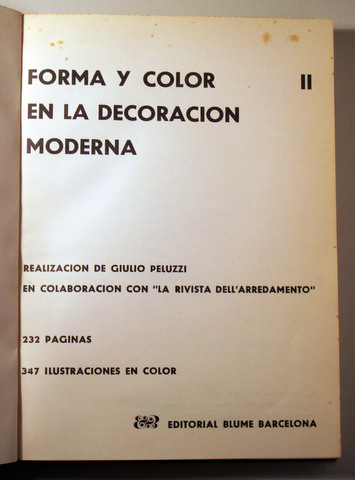 FORMA Y COLOR II
EN LA DECORACION
MODERNA
REALIZACION DE GIULIO PELUZZI
EN COLABORACION CON "LA RIVISTA DELL'ARREDAMENTO"
232 PAGINAS
347 ILUSTRACIONES EN COLOR
EDITORIAL BLUME BARCELONA